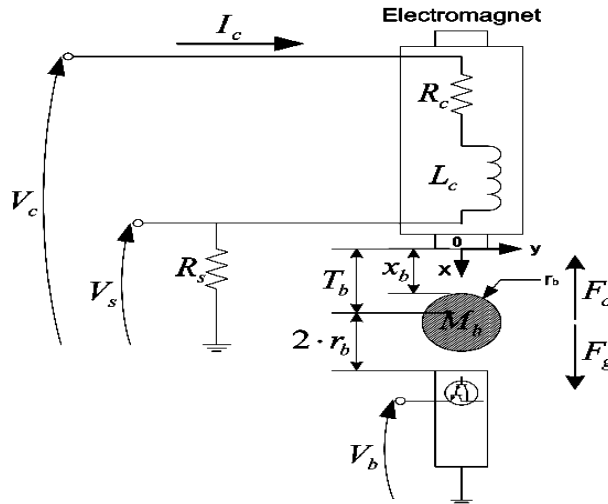 Electromagnet
I_c
R_c
L_c
V_c
V_s
R_s
0
y
x
x_b
T_b
r_b
M_b
F_c
F_g
2 · r_b
V_b